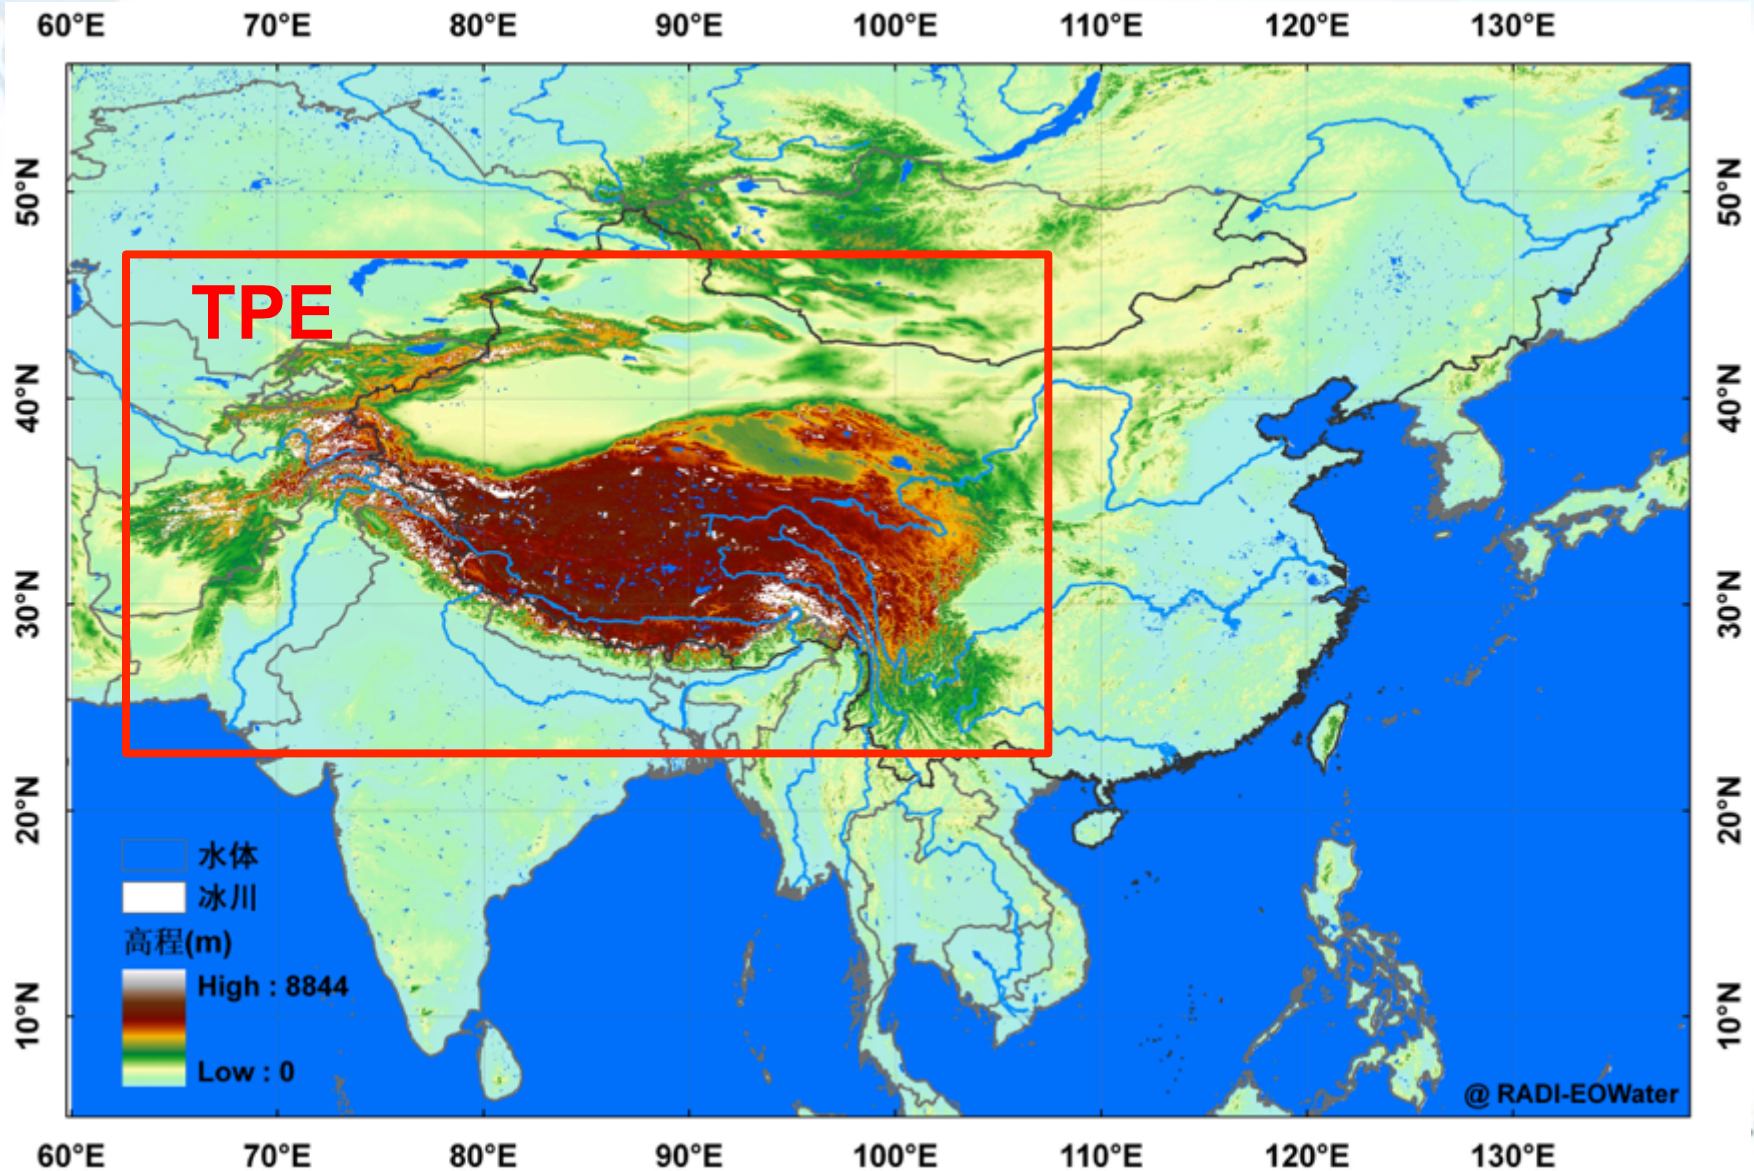 60°E 70°E 80°E 90°E 100°E 110°E 120°E 130°E
50°N 50°N
TPE
40°N 40°N
30°N 30°N
20°N 20°N
水体
冰川
高程(m)
High : 8844
10°N 10°N
Low : 0
@ RADI-EOWater
60°E 70°E 80°E 90°E 100°E 110°E 120°E 130°E